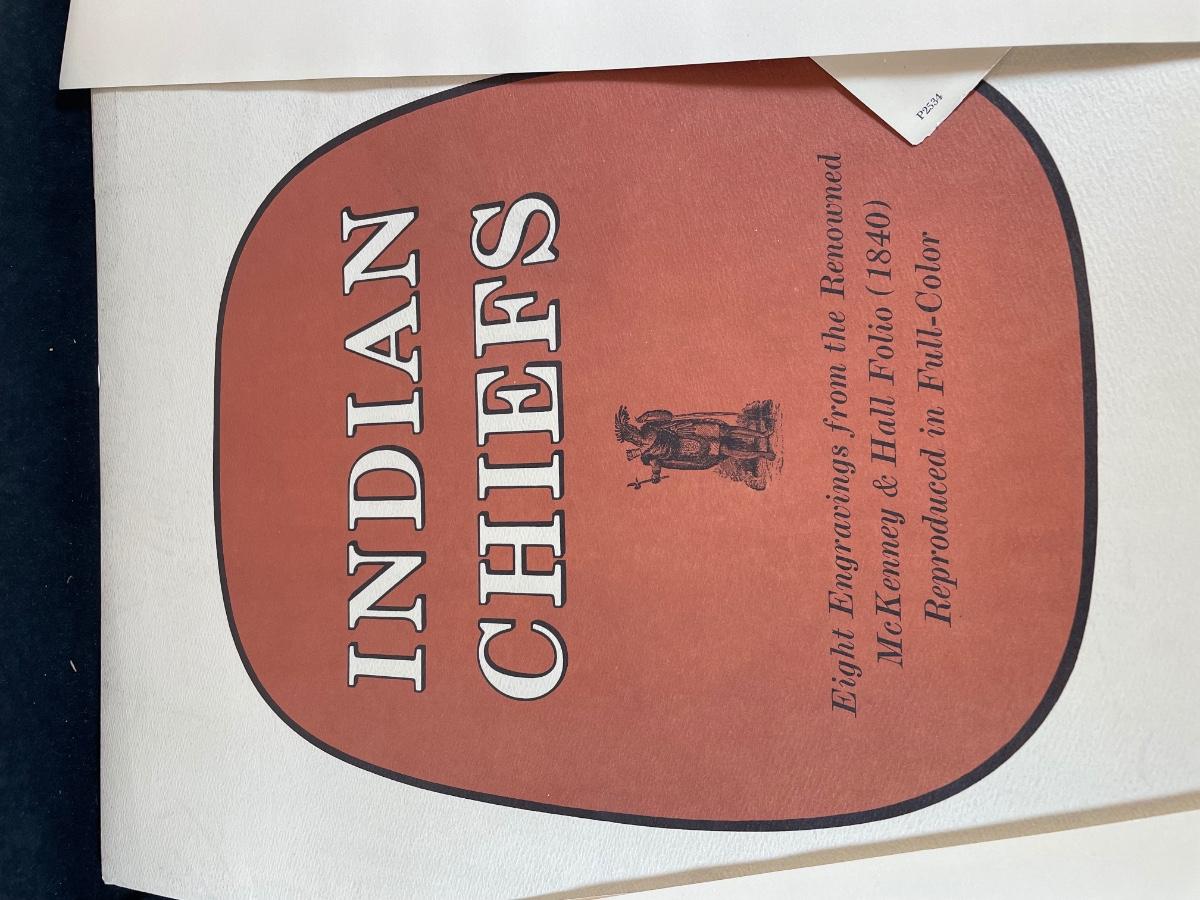 INDIAN
CHIEFS
Eight Engravings from the Renowned
McKenney & Hall Folio (1840)
Reproduced in Full-Color
P2534